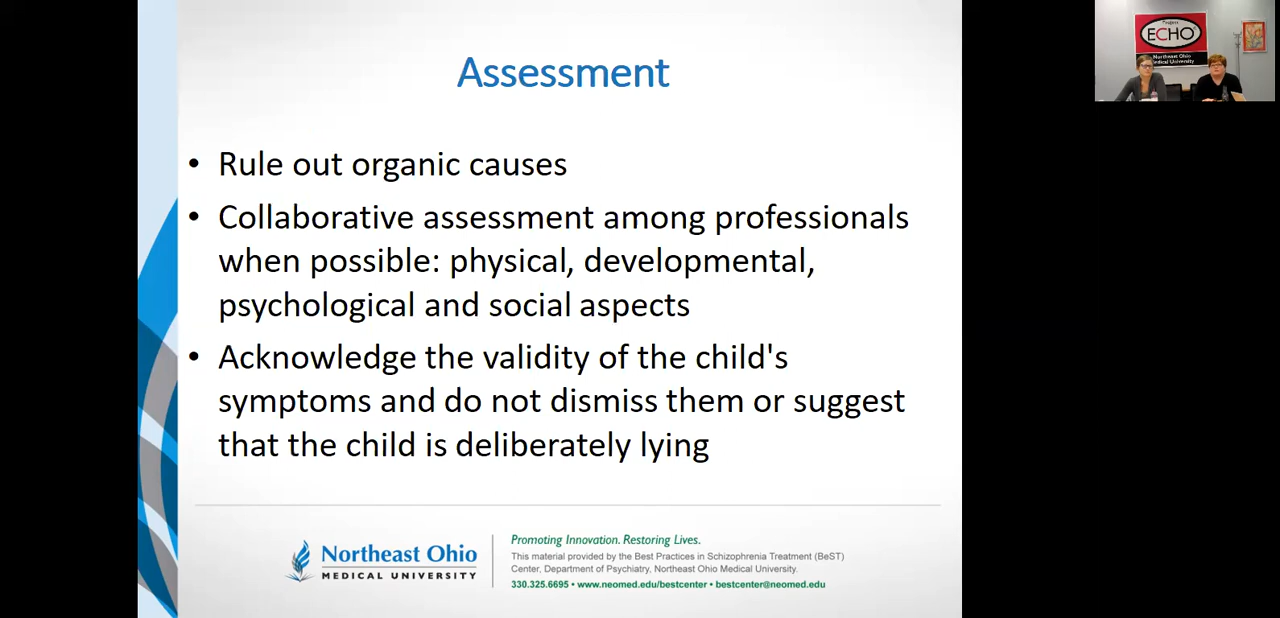 Assessment
• Rule out organic causes
• Collaborative assessment among professionals
when possible: physical, developmental,
psychological and social aspects
• Acknowledge the validity of the child's
symptoms and do not dismiss them or suggest
that the child is deliberately lying
Northeast Ohio
MEDICAL UNIVERSITY
Promoting Innovation. Restoring Lives.
This material provided by the Best Practices in Schizophrenia Treatment (BeST)
Center, Department of Psychiatry, Northeast Ohio Medical University.
330.325.6695 • www.neomed.edu/bestcenter • bestcenter@neomed.edu
Project
ECHO
Northeast Ohio
Medical University